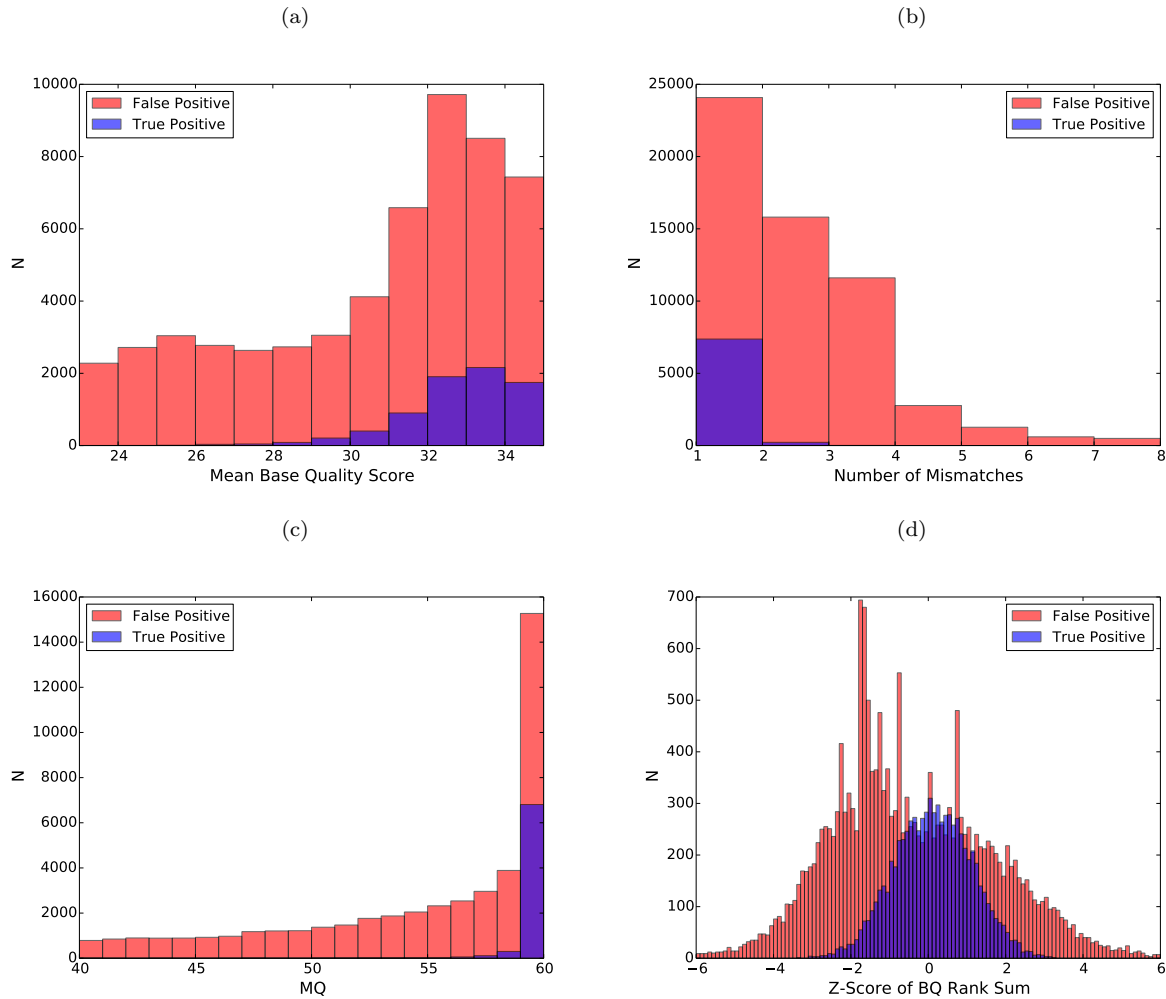 (a)
(b)
10000
8000
6000
4000
2000
0
N
False Positive
True Positive
24 26 28 30 32 34
Mean Base Quality Score
25000
20000
15000
10000
5000
0
N
False Positive
True Positive
1 2 3 4 5 6 7 8
Number of Mismatches
(c)
(d)
16000
14000
12000
10000
8000
6000
4000
2000
0
N
False Positive
True Positive
40 45 50 55 60
MQ
700
600
500
400
300
200
100
0
N
False Positive
True Positive
−6 −4 −2 0 2 4 6
Z-Score of BQ Rank Sum